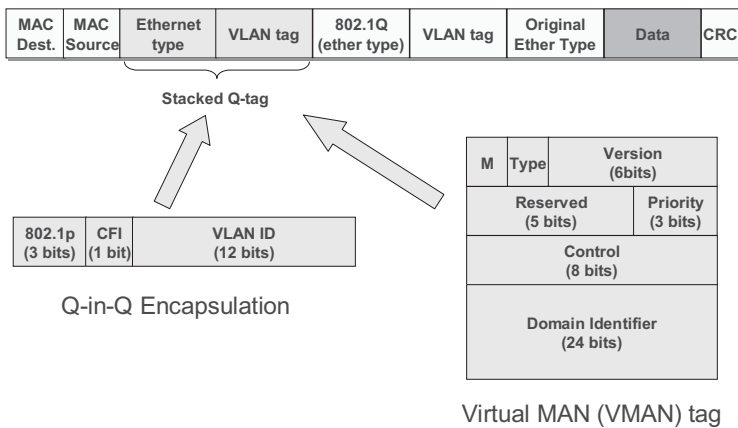 MAC Dest.
MAC Source
Ethernet type
VLAN tag
802.1Q (ether type)
VLAN tag
Original Ether Type
Data
CRC
Stacked Q-tag
802.1p (3 bits)
CFI (1 bit)
VLAN ID (12 bits)
Q-in-Q Encapsulation
M
Type
Version (6bits)
Reserved (5 bits)
Priority (3 bits)
Control (8 bits)
Domain Identifier (24 bits)
Virtual MAN (VMAN) tag